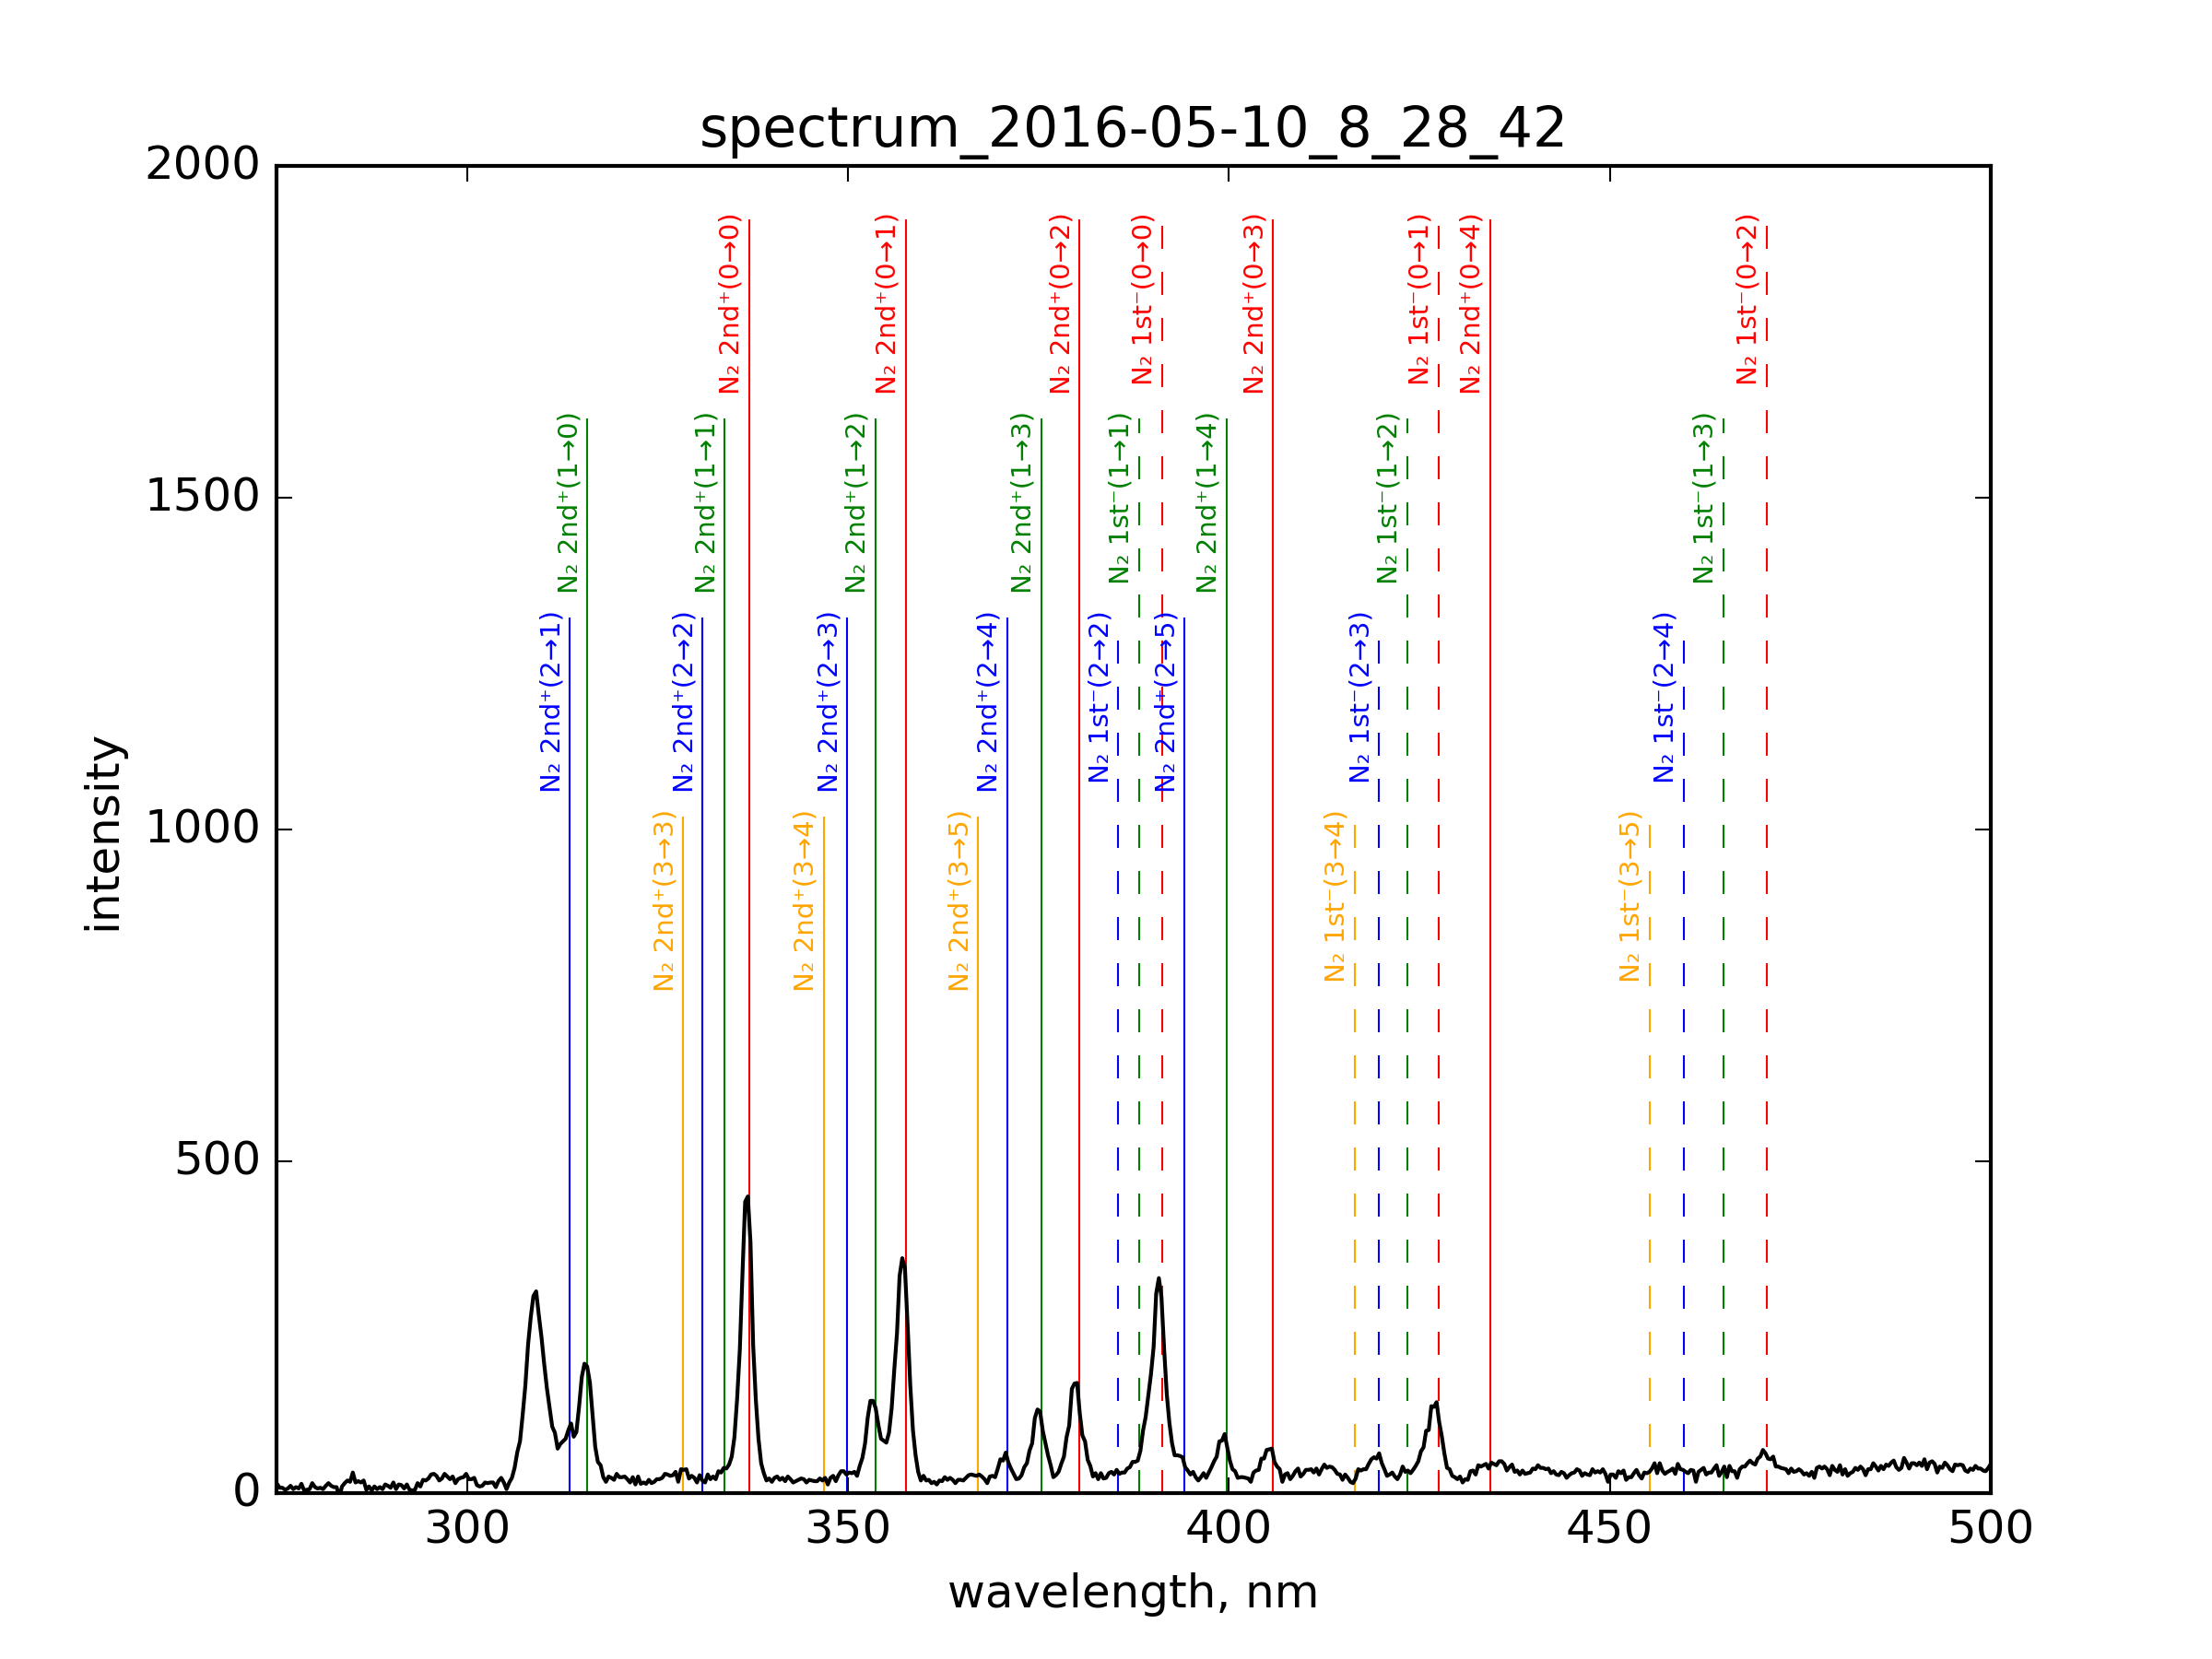 spectrum_2016-05-10_8_28_42
2000
1500
1000
500
0
intensity
N₂ 2nd⁺(0→0)
N₂ 2nd⁺(0→1)
N₂ 2nd⁺(0→2)
N₂ 1st⁻(0→0)
N₂ 2nd⁺(0→3)
N₂ 1st⁻(0→1)
N₂ 2nd⁺(0→4)
N₂ 1st⁻(0→2)
N₂ 2nd⁺(1→0)
N₂ 2nd⁺(1→1)
N₂ 2nd⁺(1→2)
N₂ 2nd⁺(1→3)
N₂ 1st⁻(1→1)
N₂ 2nd⁺(1→4)
N₂ 1st⁻(1→2)
N₂ 1st⁻(1→3)
N₂ 2nd⁺(2→1)
N₂ 2nd⁺(2→2)
N₂ 2nd⁺(2→3)
N₂ 2nd⁺(2→4)
N₂ 1st⁻(2→2)
N₂ 2nd⁺(2→5)
N₂ 1st⁻(2→3)
N₂ 1st⁻(2→4)
N₂ 2nd⁺(3→3)
N₂ 2nd⁺(3→4)
N₂ 2nd⁺(3→5)
N₂ 1st⁻(3→4)
N₂ 1st⁻(3→5)
300
350
400
450
500
wavelength, nm